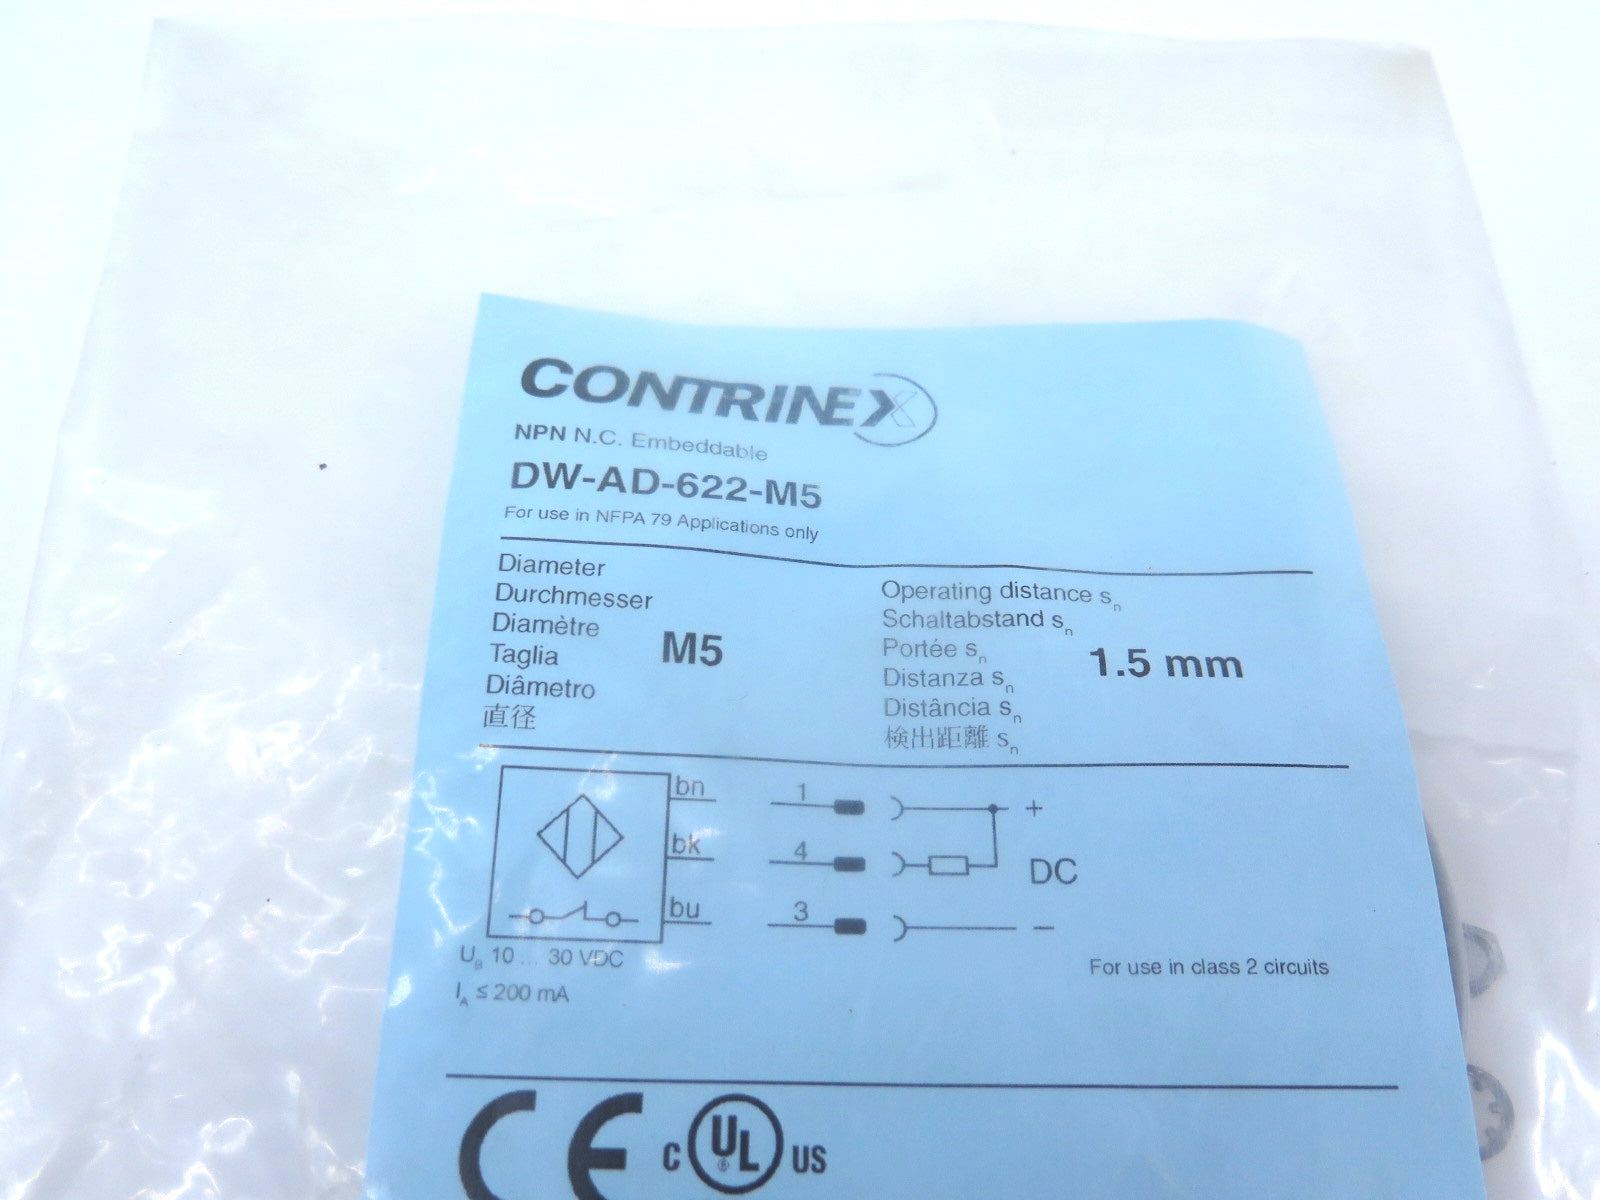 CONTRINEX
NPN N.C. Embeddable
DW-AD-622-M5
For use in NFPA 79 Applications only
Diameter
Durchmesser
Diamètre
Taglia
Diâmetro
直径
M5
Operating distance sn
Schaltabstand sn
Portée sn
Distanza sn
Distância sn
検出距離 sn
1.5 mm
bn 1 +
bk 4 DC
bu 3 −
UB 10 ... 30 VDC
IA ≤ 200 mA
For use in class 2 circuits
CE c UL ® US